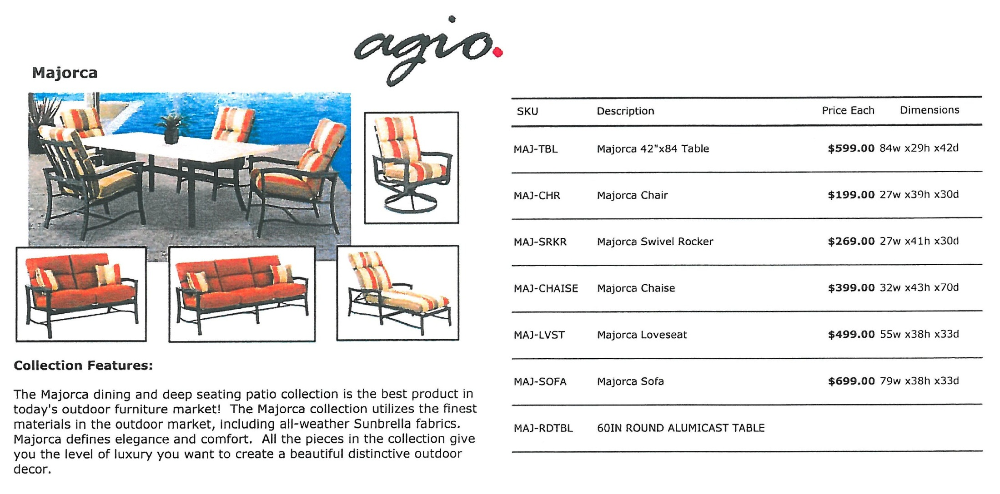 agio.
Majorca
SKU Description Price Each Dimensions
MAJ-TBL Majorca 42"x84 Table $599.00 84w x29h x42d
MAJ-CHR Majorca Chair $199.00 27w x39h x30d
MAJ-SRKR Majorca Swivel Rocker $269.00 27w x41h x30d
MAJ-CHAISE Majorca Chaise $399.00 32w x43h x70d
MAJ-LVST Majorca Loveseat $499.00 55w x38h x33d
MAJ-SOFA Majorca Sofa $699.00 79w x38h x33d
MAJ-RDTBL 60IN ROUND ALUMICAST TABLE
Collection Features:
The Majorca dining and deep seating patio collection is the best product in
today's outdoor furniture market!  The Majorca collection utilizes the finest
materials in the outdoor market, including all-weather Sunbrella fabrics.
Majorca defines elegance and comfort.  All the pieces in the collection give
you the level of luxury you want to create a beautiful distinctive outdoor
decor.